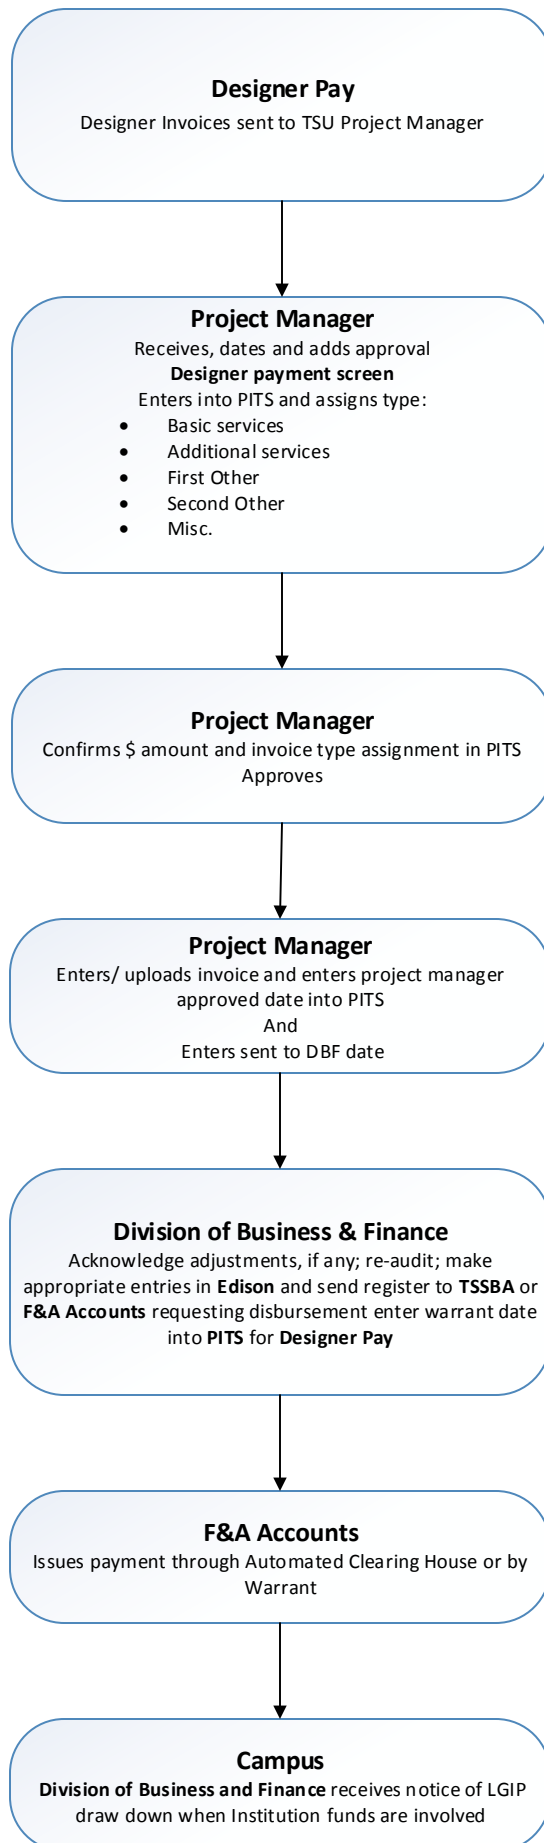 Designer Pay
Designer Invoices sent to TSU Project Manager
Project Manager
Receives, dates and adds approval
Designer payment screen
Enters into PITS and assigns type:
• Basic services
• Additional services
• First Other
• Second Other
• Misc.
Project Manager
Confirms $ amount and invoice type assignment in PITS
Approves
Project Manager
Enters/ uploads invoice and enters project manager
approved date into PITS
And
Enters sent to DBF date
Division of Business & Finance
Acknowledge adjustments, if any; re-audit; make
appropriate entries in Edison and send register to TSSBA or
F&A Accounts requesting disbursement enter warrant date
into PITS for Designer Pay
F&A Accounts
Issues payment through Automated Clearing House or by
Warrant
Campus
Division of Business and Finance receives notice of LGIP
draw down when Institution funds are involved